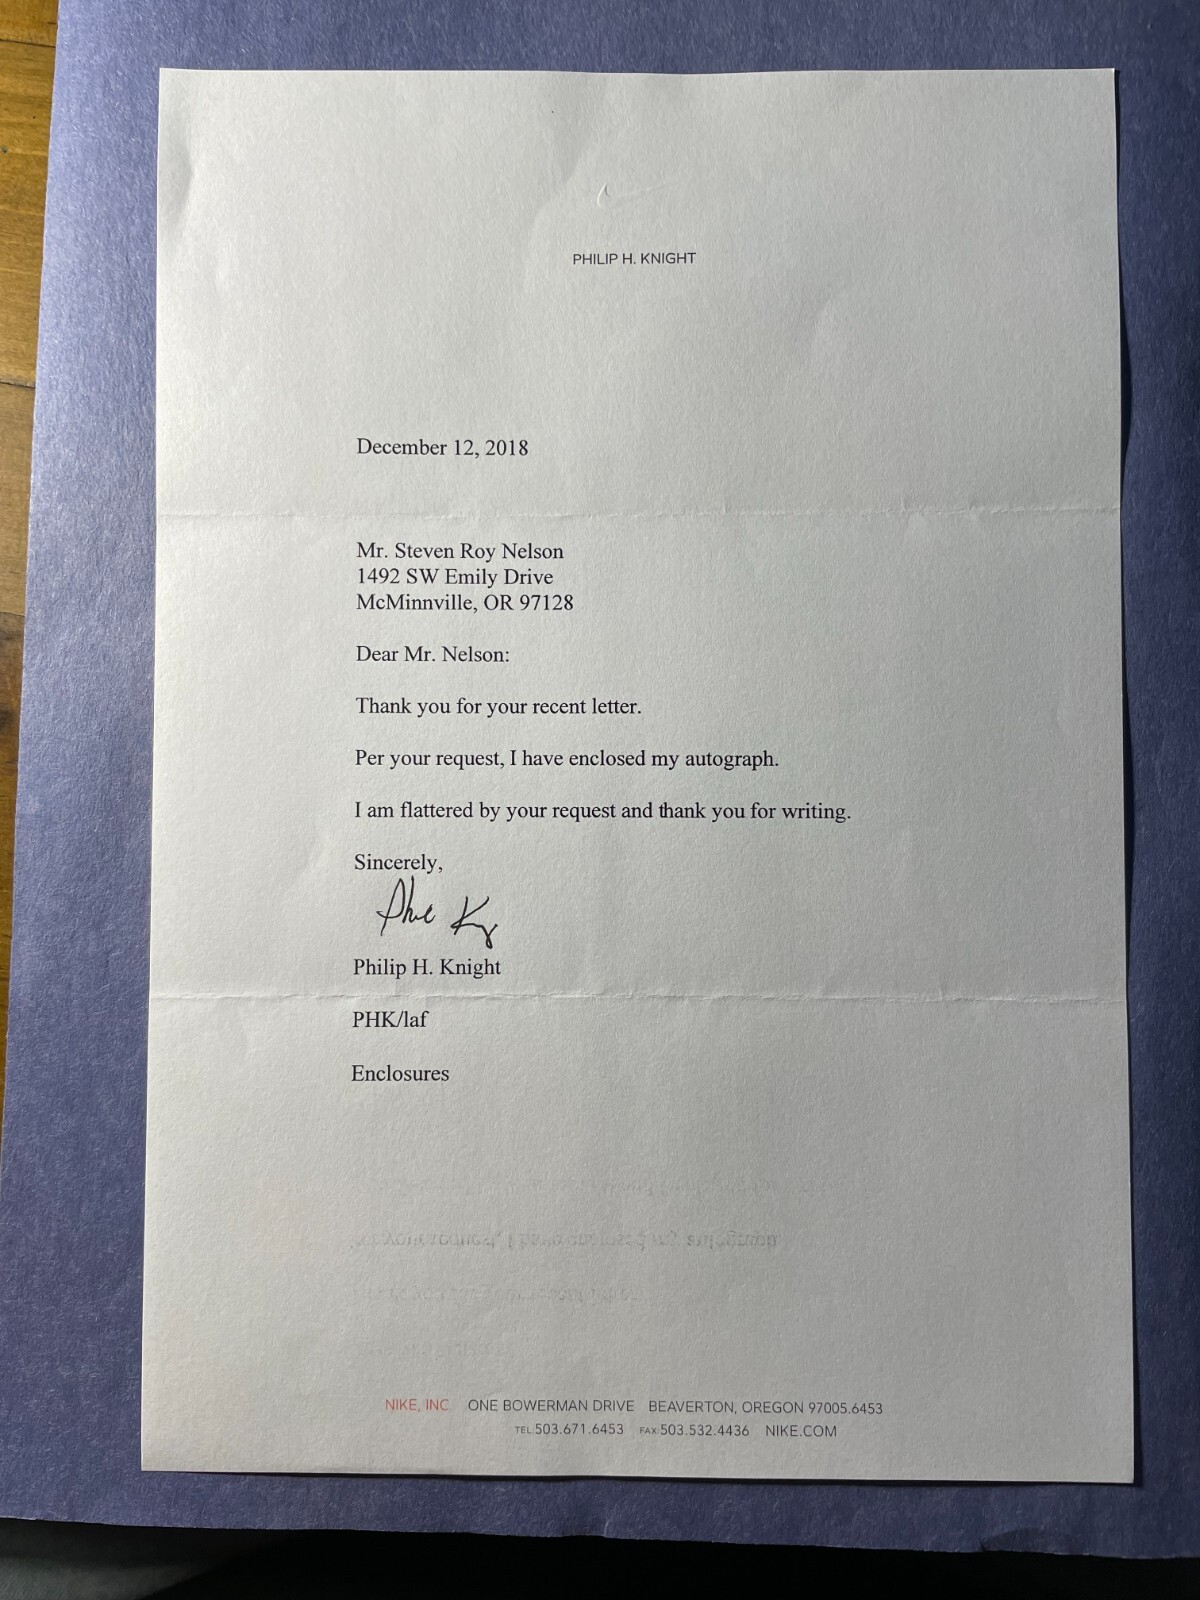 PHILIP H. KNIGHT
December 12, 2018
Mr. Steven Roy Nelson
1492 SW Emily Drive
McMinnville, OR 97128
Dear Mr. Nelson:
Thank you for your recent letter.
Per your request, I have enclosed my autograph.
I am flattered by your request and thank you for writing.
Sincerely,
Philip H. Knight
PHK/laf
Enclosures
NIKE, INC. ONE BOWERMAN DRIVE BEAVERTON, OREGON 97005.6453
TEL:503.671.6453 FAX:503.532.4436 NIKE.COM